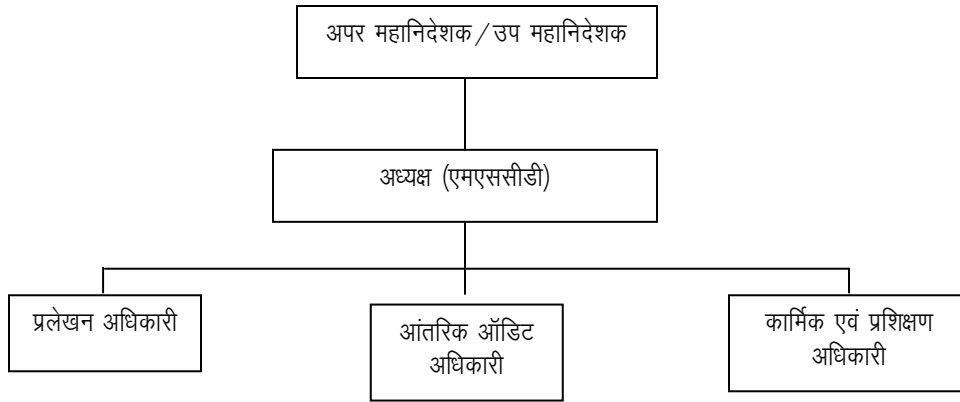 अपर महानिदेशक / उप महानिदेशक
अध्यक्ष (एमएससीडी)
प्रलेखन अधिकारी
आंतरिक ऑडिट
अधिकारी
कार्मिक एवं प्रशिक्षण
अधिकारी